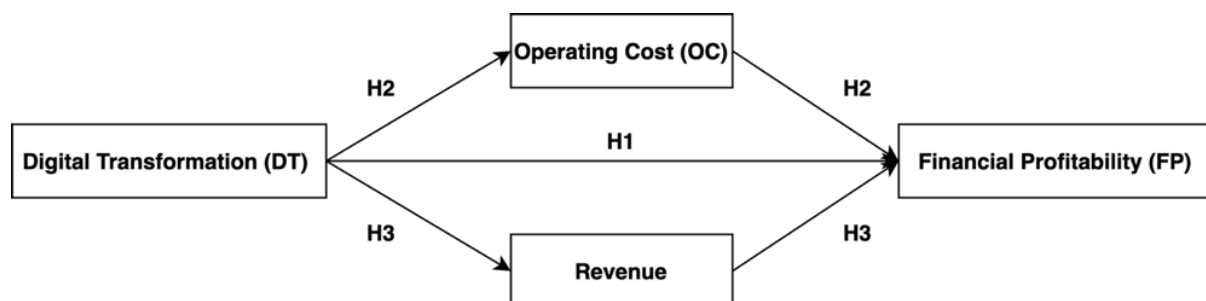 Operating Cost (OC)
H2
H2
H1
Digital Transformation (DT)
Financial Profitability (FP)
H3
H3
Revenue